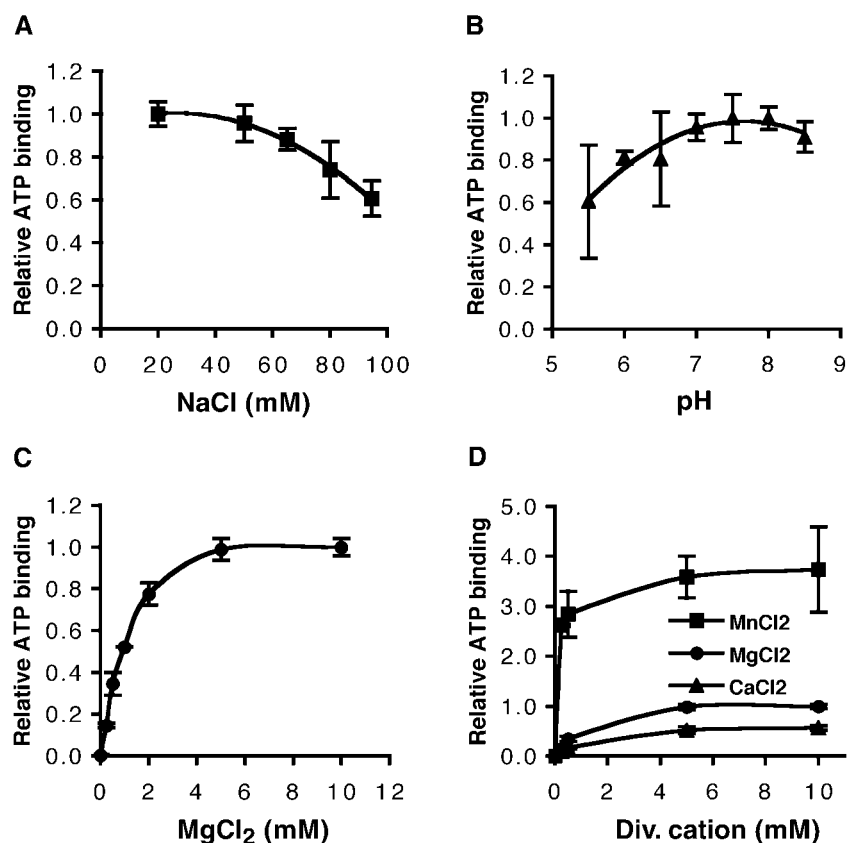 A
Relative ATP binding
1.2
1.0
0.8
0.6
0.4
0.2
0.0
0 20 40 60 80 100
NaCl (mM)
B
Relative ATP binding
1.2
1.0
0.8
0.6
0.4
0.2
0.0
5 6 7 8 9
pH
C
Relative ATP binding
1.2
1.0
0.8
0.6
0.4
0.2
0.0
0 2 4 6 8 10 12
MgCl₂ (mM)
D
Relative ATP binding
5.0
4.0
3.0
2.0
1.0
0.0
MnCl2
MgCl2
CaCl2
0 2 4 6 8 10
Div. cation (mM)